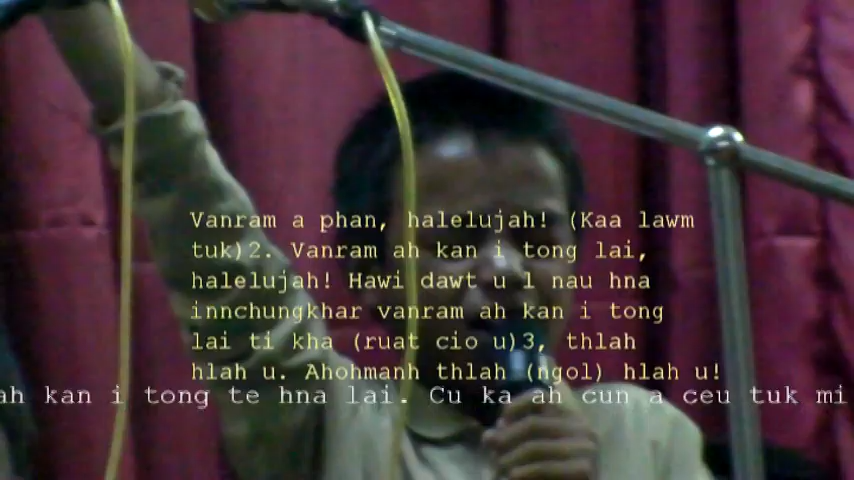 Vanram a phan, halelujah! (Kaa lawm
tuk)2. Vanram ah kan i tong lai,
halelujah! Hawi dawt u l nau hna
innchungkhar vanram ah kan i tong
lai ti kha (ruat cio u)3, thlah
hlah u. Ahohmanh thlah (ngol) hlah u!
ah kan i tong te hna lai. Cu ka ah cun a ceu tuk mi